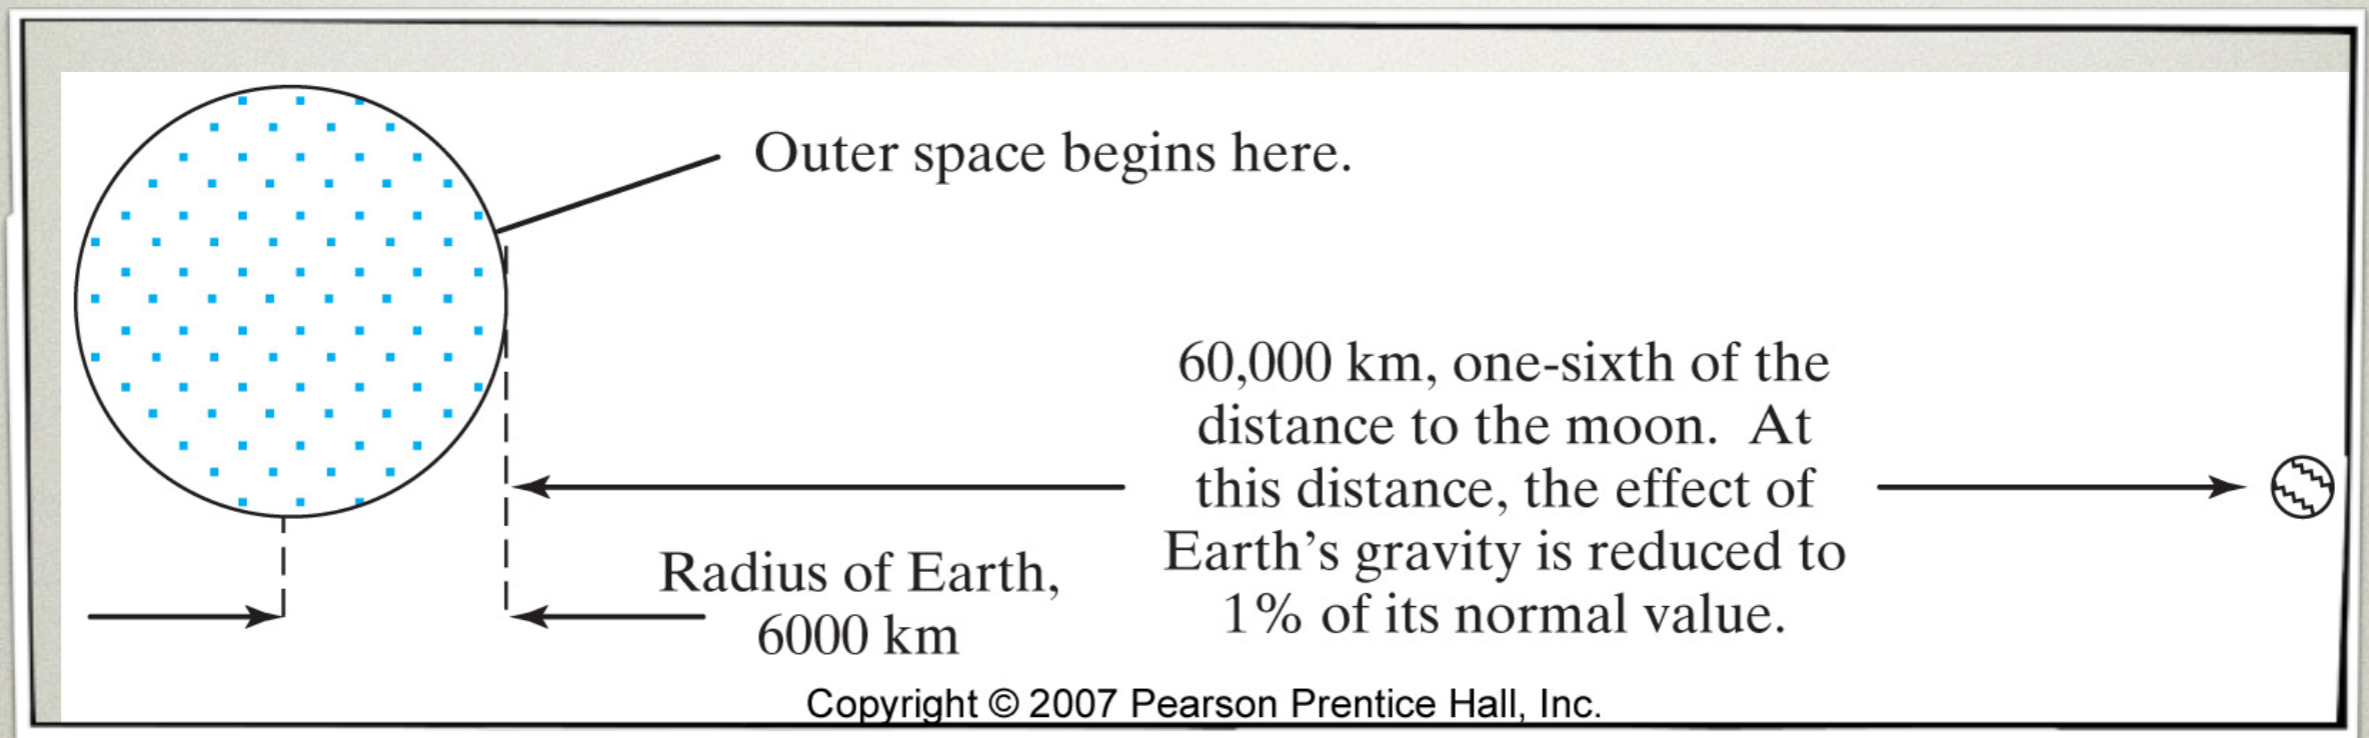 Outer space begins here.
60,000 km, one-sixth of the
distance to the moon. At
this distance, the effect of
Earth’s gravity is reduced to
1% of its normal value.
Radius of Earth,
6000 km
Copyright © 2007 Pearson Prentice Hall, Inc.